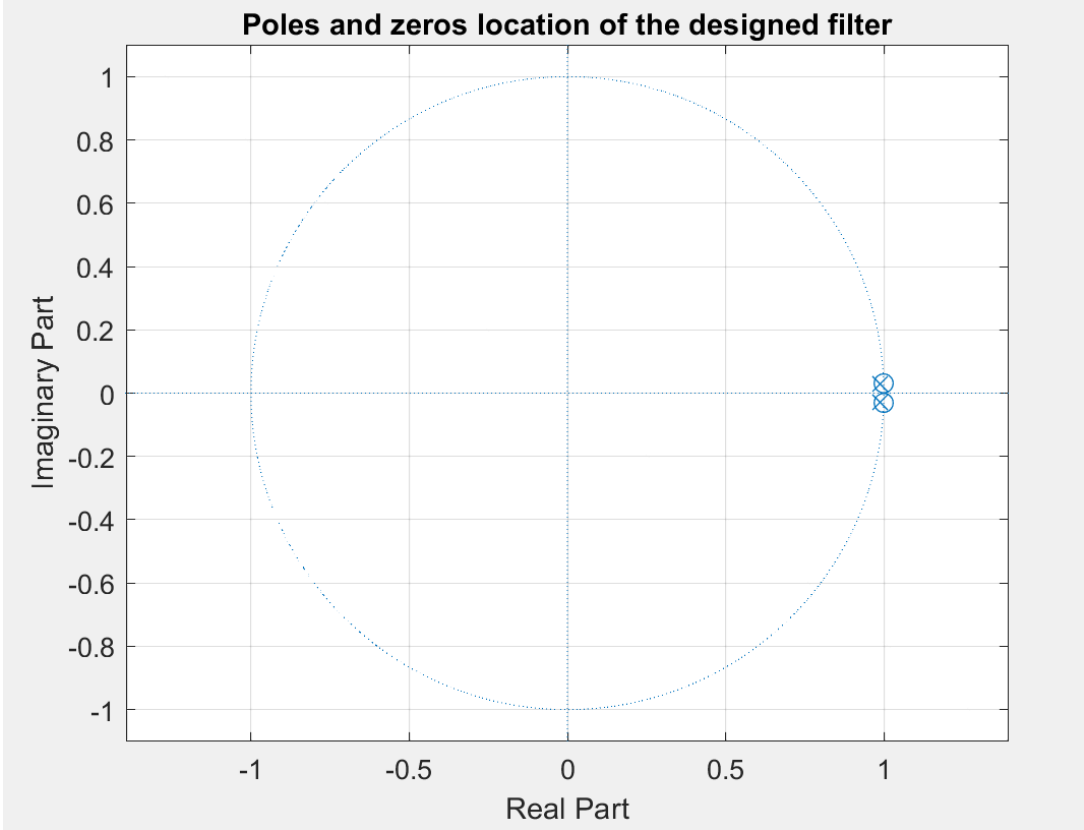 Poles and zeros location of the designed filter
1
0.8
0.6
0.4
0.2
0
-0.2
-0.4
-0.6
-0.8
-1
Imaginary Part
-1 -0.5 0 0.5 1
Real Part